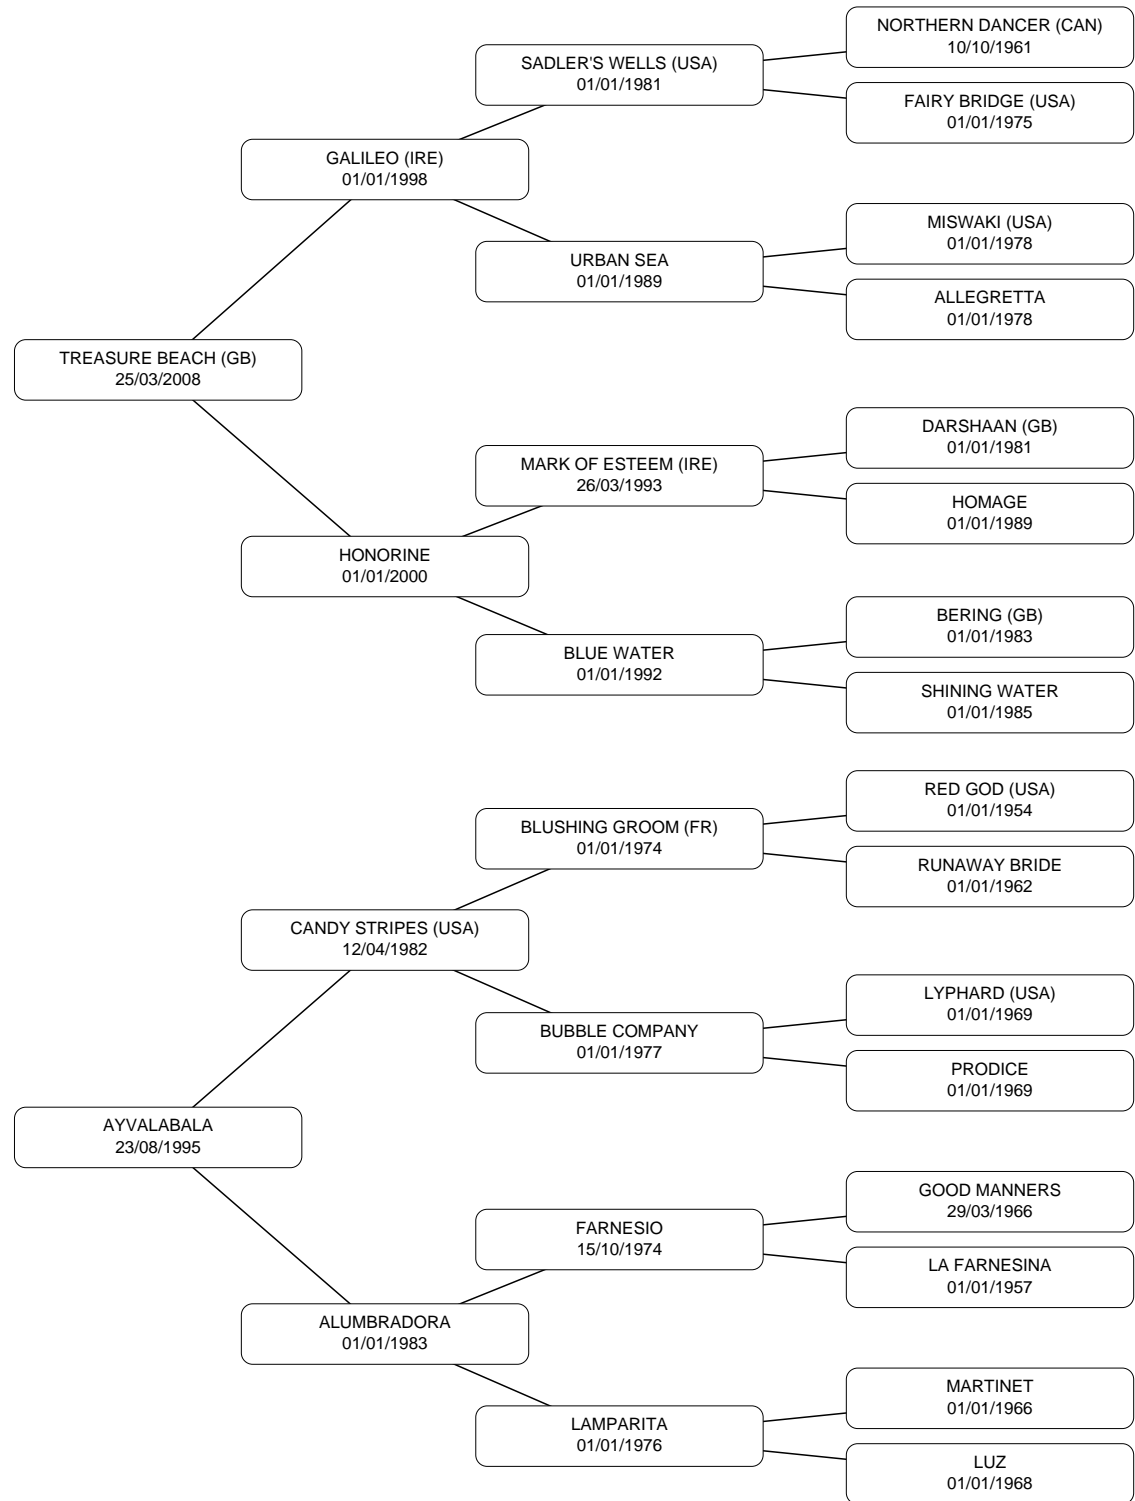 NORTHERN DANCER (CAN)
10/10/1961
SADLER'S WELLS (USA)
01/01/1981
FAIRY BRIDGE (USA)
01/01/1975
GALILEO (IRE)
01/01/1998
MISWAKI (USA)
01/01/1978
URBAN SEA
01/01/1989
ALLEGRETTA
01/01/1978
TREASURE BEACH (GB)
25/03/2008
DARSHAAN (GB)
01/01/1981
MARK OF ESTEEM (IRE)
26/03/1993
HOMAGE
01/01/1989
HONORINE
01/01/2000
BERING (GB)
01/01/1983
BLUE WATER
01/01/1992
SHINING WATER
01/01/1985
RED GOD (USA)
01/01/1954
BLUSHING GROOM (FR)
01/01/1974
RUNAWAY BRIDE
01/01/1962
CANDY STRIPES (USA)
12/04/1982
LYPHARD (USA)
01/01/1969
BUBBLE COMPANY
01/01/1977
PRODICE
01/01/1969
AYVALABALA
23/08/1995
GOOD MANNERS
29/03/1966
FARNESIO
15/10/1974
LA FARNESINA
01/01/1957
ALUMBRADORA
01/01/1983
MARTINET
01/01/1966
LAMPARITA
01/01/1976
LUZ
01/01/1968